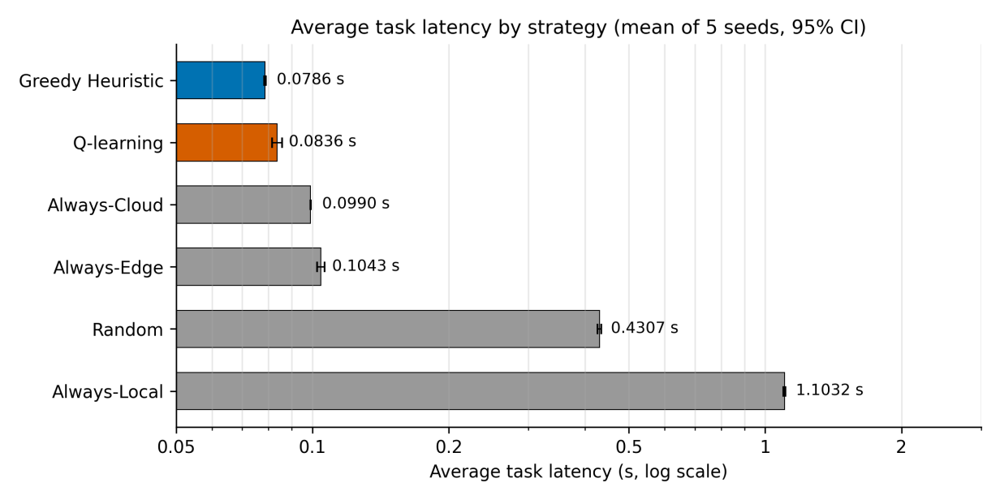 Average task latency by strategy (mean of 5 seeds, 95% CI)
Greedy Heuristic 0.0786 s
Q-learning 0.0836 s
Always-Cloud 0.0990 s
Always-Edge 0.1043 s
Random 0.4307 s
Always-Local 1.1032 s
0.05 0.1 0.2 0.5 1 2
Average task latency (s, log scale)